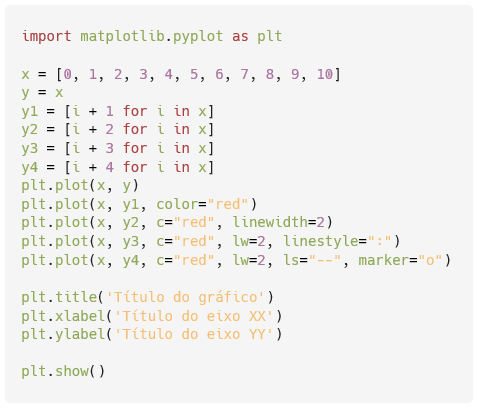 import matplotlib.pyplot as plt
x = [0, 1, 2, 3, 4, 5, 6, 7, 8, 9, 10]
y = x
y1 = [i + 1 for i in x]
y2 = [i + 2 for i in x]
y3 = [i + 3 for i in x]
y4 = [i + 4 for i in x]
plt.plot(x, y)
plt.plot(x, y1, color="red")
plt.plot(x, y2, c="red", linewidth=2)
plt.plot(x, y3, c="red", lw=2, linestyle=":")
plt.plot(x, y4, c="red", lw=2, ls="--", marker="o")
plt.title('Título do gráfico')
plt.xlabel('Título do eixo XX')
plt.ylabel('Título do eixo YY')
plt.show()